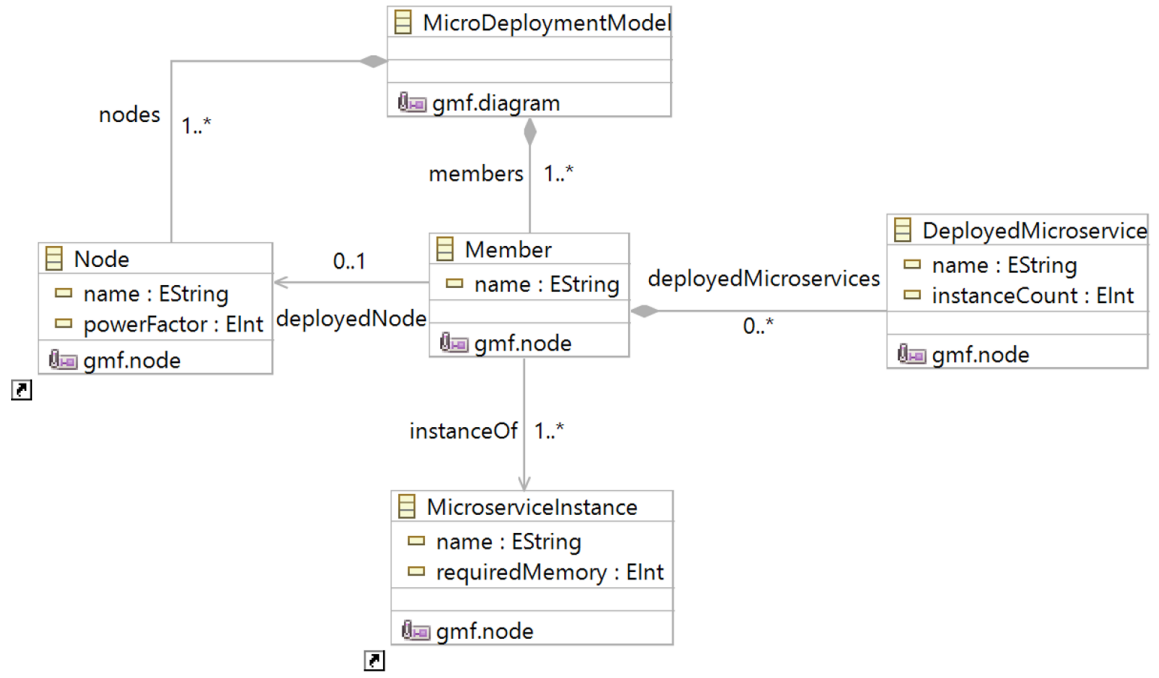 MicroDeploymentModel
gmf.diagram
nodes
1..*
members
1..*
Node
name : EString
powerFactor : EInt
gmf.node
0..1
deployedNode
Member
name : EString
gmf.node
deployedMicroservices
0..*
DeployedMicroservice
name : EString
instanceCount : EInt
gmf.node
instanceOf
1..*
MicroserviceInstance
name : EString
requiredMemory : EInt
gmf.node